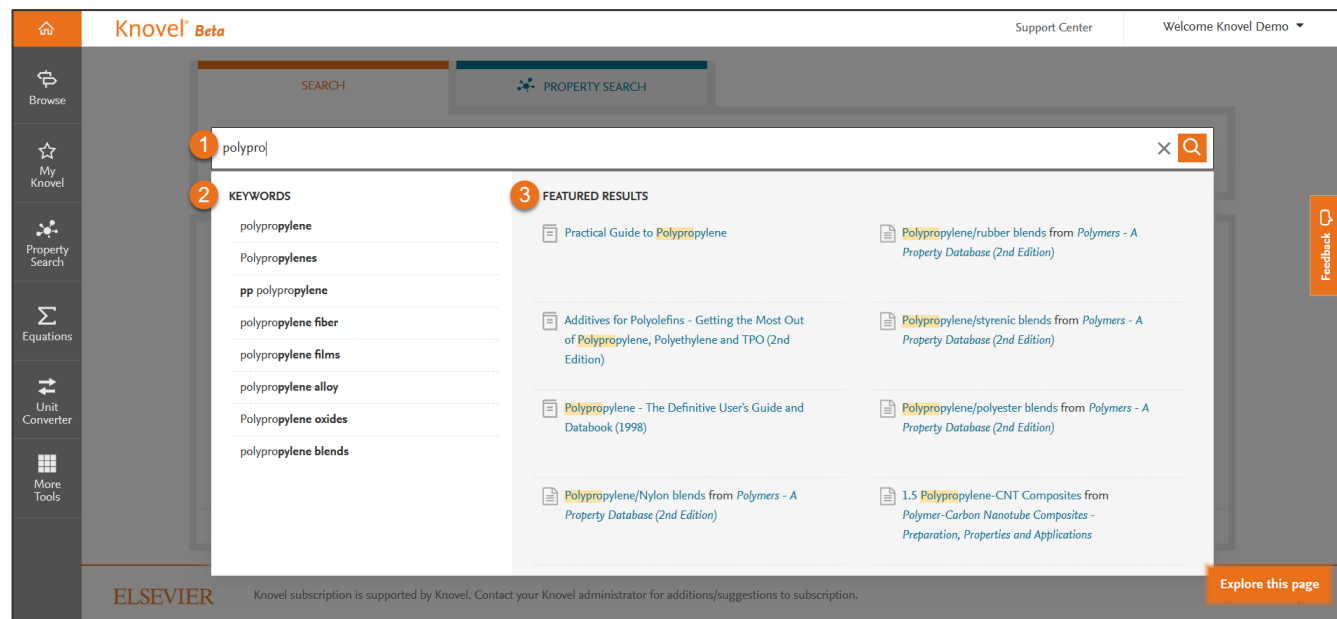 Knovel® Beta
Support Center
Welcome Knovel Demo
Browse
My
Knovel
Property
Search
Equations
Unit
Converter
More
Tools
SEARCH
PROPERTY SEARCH
1
polypro
2
KEYWORDS
polypropylene
Polypropylenes
pp polypropylene
polypropylene fiber
polypropylene films
polypropylene alloy
Polypropylene oxides
polypropylene blends
3
FEATURED RESULTS
Practical Guide to Polypropylene
Additives for Polyolefins - Getting the Most Out
of Polypropylene, Polyethylene and TPO (2nd
Edition)
Polypropylene - The Definitive User's Guide and
Databook (1998)
Polypropylene/Nylon blends from Polymers - A
Property Database (2nd Edition)
Polypropylene/rubber blends from Polymers - A
Property Database (2nd Edition)
Polypropylene/styrenic blends from Polymers - A
Property Database (2nd Edition)
Polypropylene/polyester blends from Polymers - A
Property Database (2nd Edition)
1.5 Polypropylene-CNT Composites from
Polymer-Carbon Nanotube Composites -
Preparation, Properties and Applications
Feedback
Explore this page
ELSEVIER
Knovel subscription is supported by Knovel. Contact your Knovel administrator for additions/suggestions to subscription.